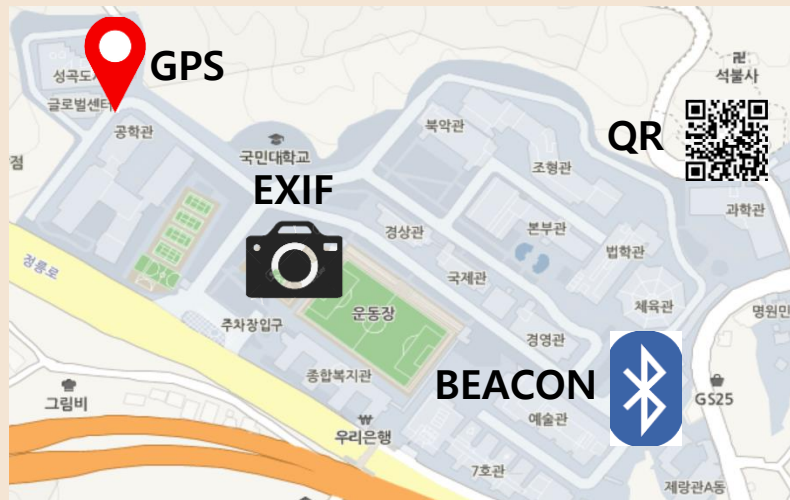 GPS
성곡도
글로벌센터
공학관
점
국민대학교
EXIF
북악관
조형관
QR
석불사
과학관
경상관
본부관
법학관
국제관
체육관
명원민
정릉로
주차장입구
운동장
경영관
종합복지관
BEACON
예술관
GS25
그림비
우리은행
7호관
제랑관A동